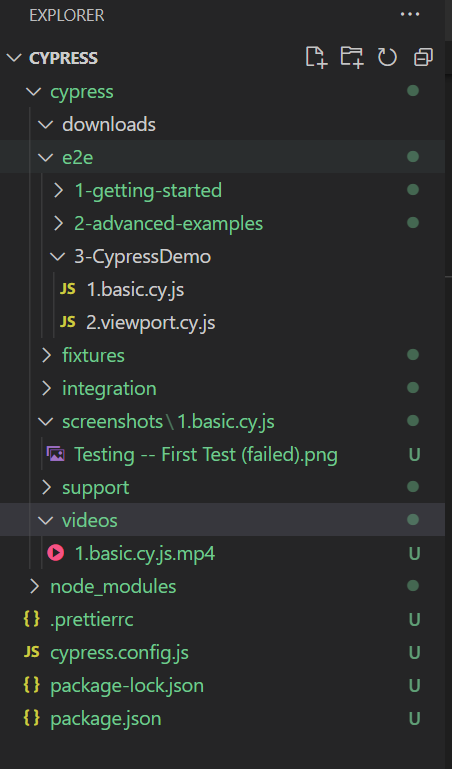 EXPLORER
CYPRESS
cypress
downloads
e2e
1-getting-started
2-advanced-examples
3-CypressDemo
JS 1.basic.cy.js
JS 2.viewport.cy.js
fixtures
integration
screenshots\1.basic.cy.js
Testing -- First Test (failed).png U
support
videos
1.basic.cy.js.mp4 U
node_modules
{} .prettierrc U
JS cypress.config.js U
{} package-lock.json U
{} package.json U